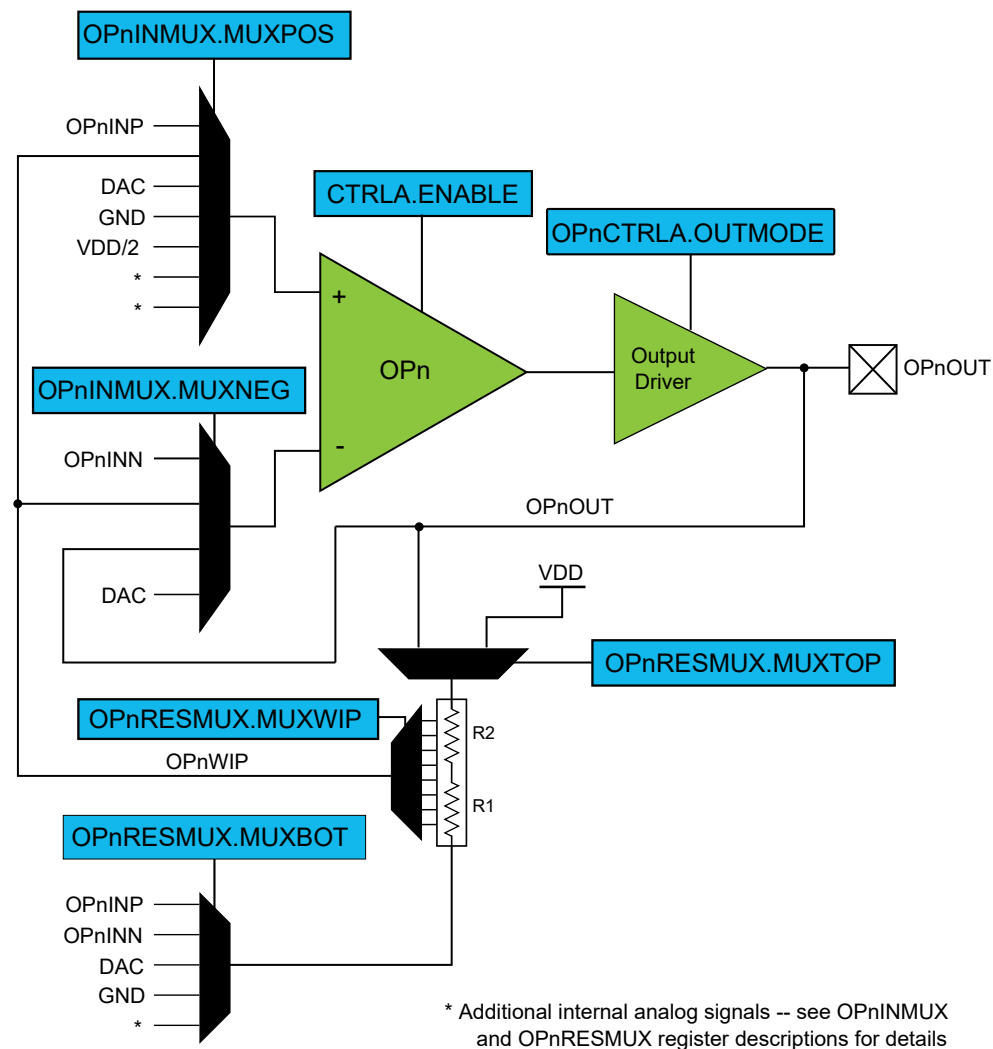 OPnINMUX.MUXPOS
OPnINP
DAC
GND
VDD/2
*
*
CTRLA.ENABLE
OPnCTRLA.OUTMODE
+
OPn
-
Output
Driver
OPnOUT
OPnINMUX.MUXNEG
OPnINN
DAC
OPnOUT
VDD
OPnRESMUX.MUXTOP
OPnRESMUX.MUXWIP
OPnWIP
R2
R1
OPnRESMUX.MUXBOT
OPnINP
OPnINN
DAC
GND
*
* Additional internal analog signals -- see OPnINMUX
and OPnRESMUX register descriptions for details